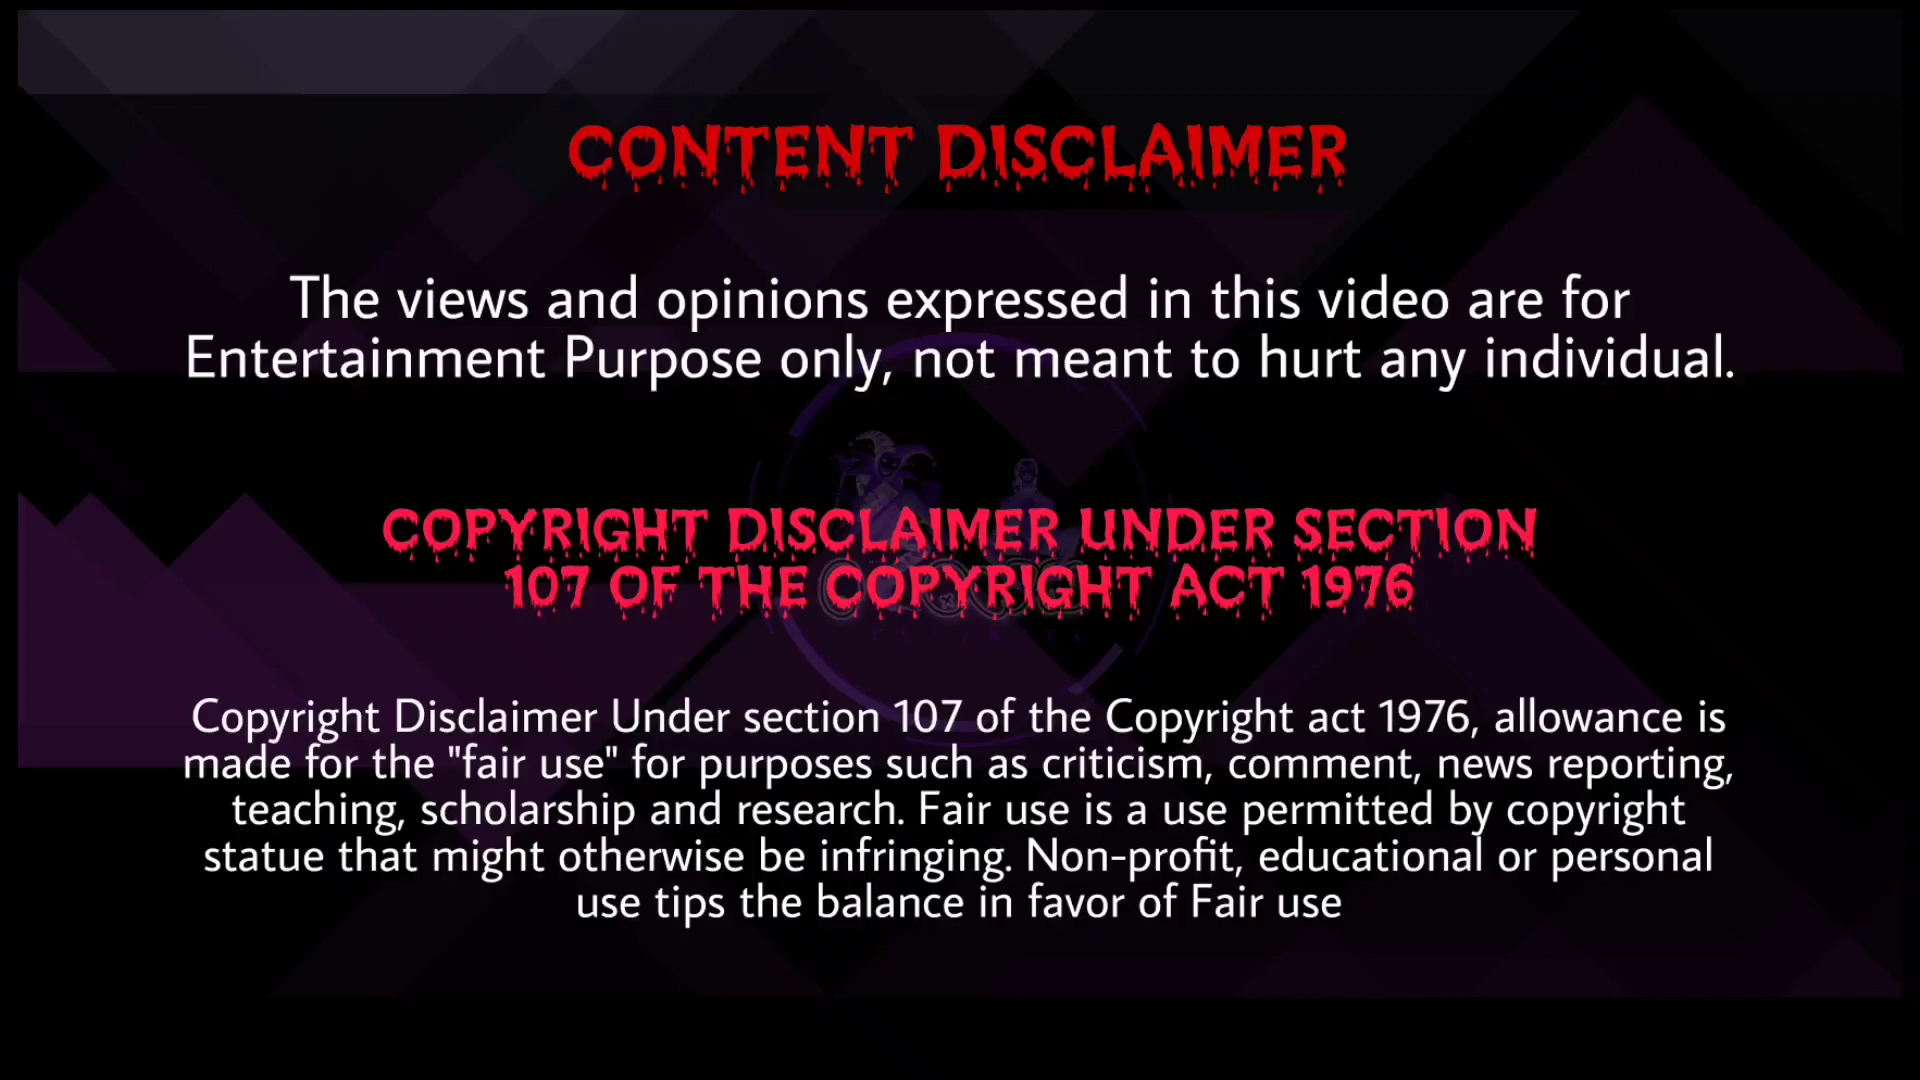 CONTENT DISCLAIMER
The views and opinions expressed in this video are for
Entertainment Purpose only, not meant to hurt any individual.
COPYRIGHT DISCLAIMER UNDER SECTION
107 OF THE COPYRIGHT ACT 1976
Copyright Disclaimer Under section 107 of the Copyright act 1976, allowance is
made for the "fair use" for purposes such as criticism, comment, news reporting,
teaching, scholarship and research. Fair use is a use permitted by copyright
statue that might otherwise be infringing. Non-profit, educational or personal
use tips the balance in favor of Fair use